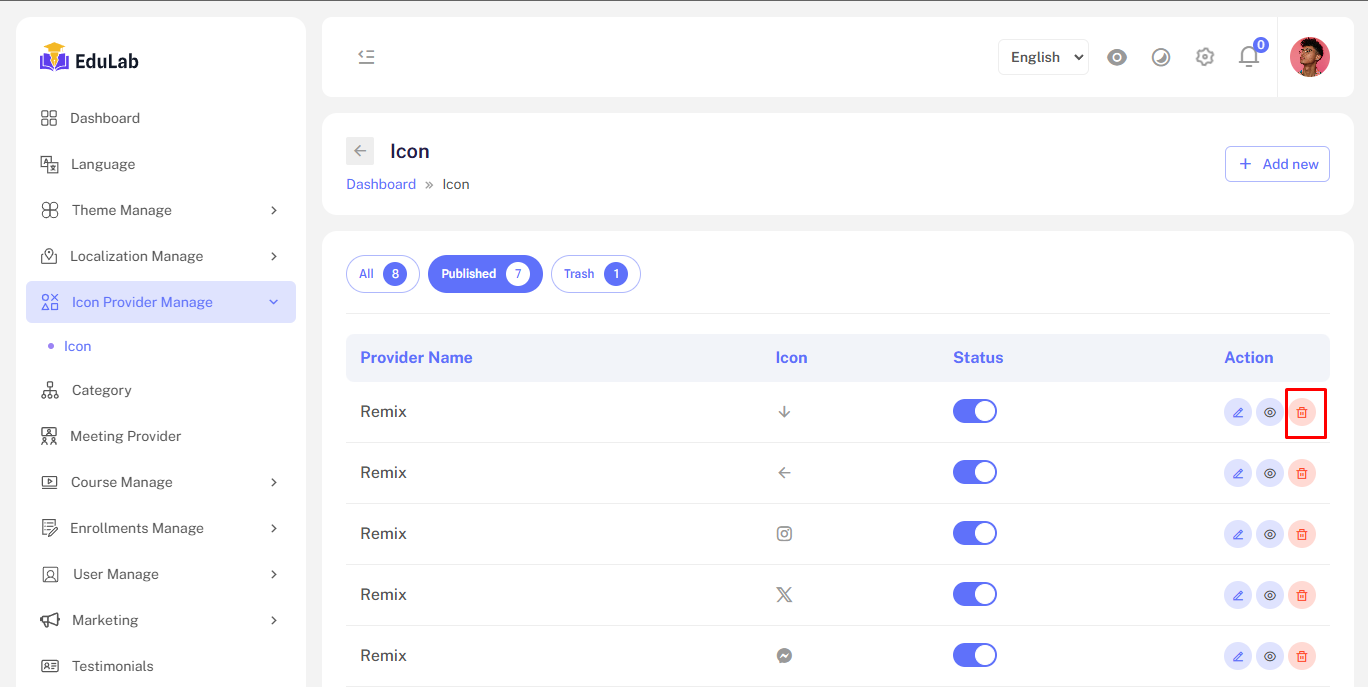 EduLab
Dashboard
Language
Theme Manage
Localization Manage
Icon Provider Manage
Icon
Category
Meeting Provider
Course Manage
Enrollments Manage
User Manage
Marketing
Testimonials
English
0
Icon
Dashboard » Icon
+ Add new
All 8
Published 7
Trash 1
Provider Name Icon Status Action
Remix
Remix
Remix
Remix
Remix